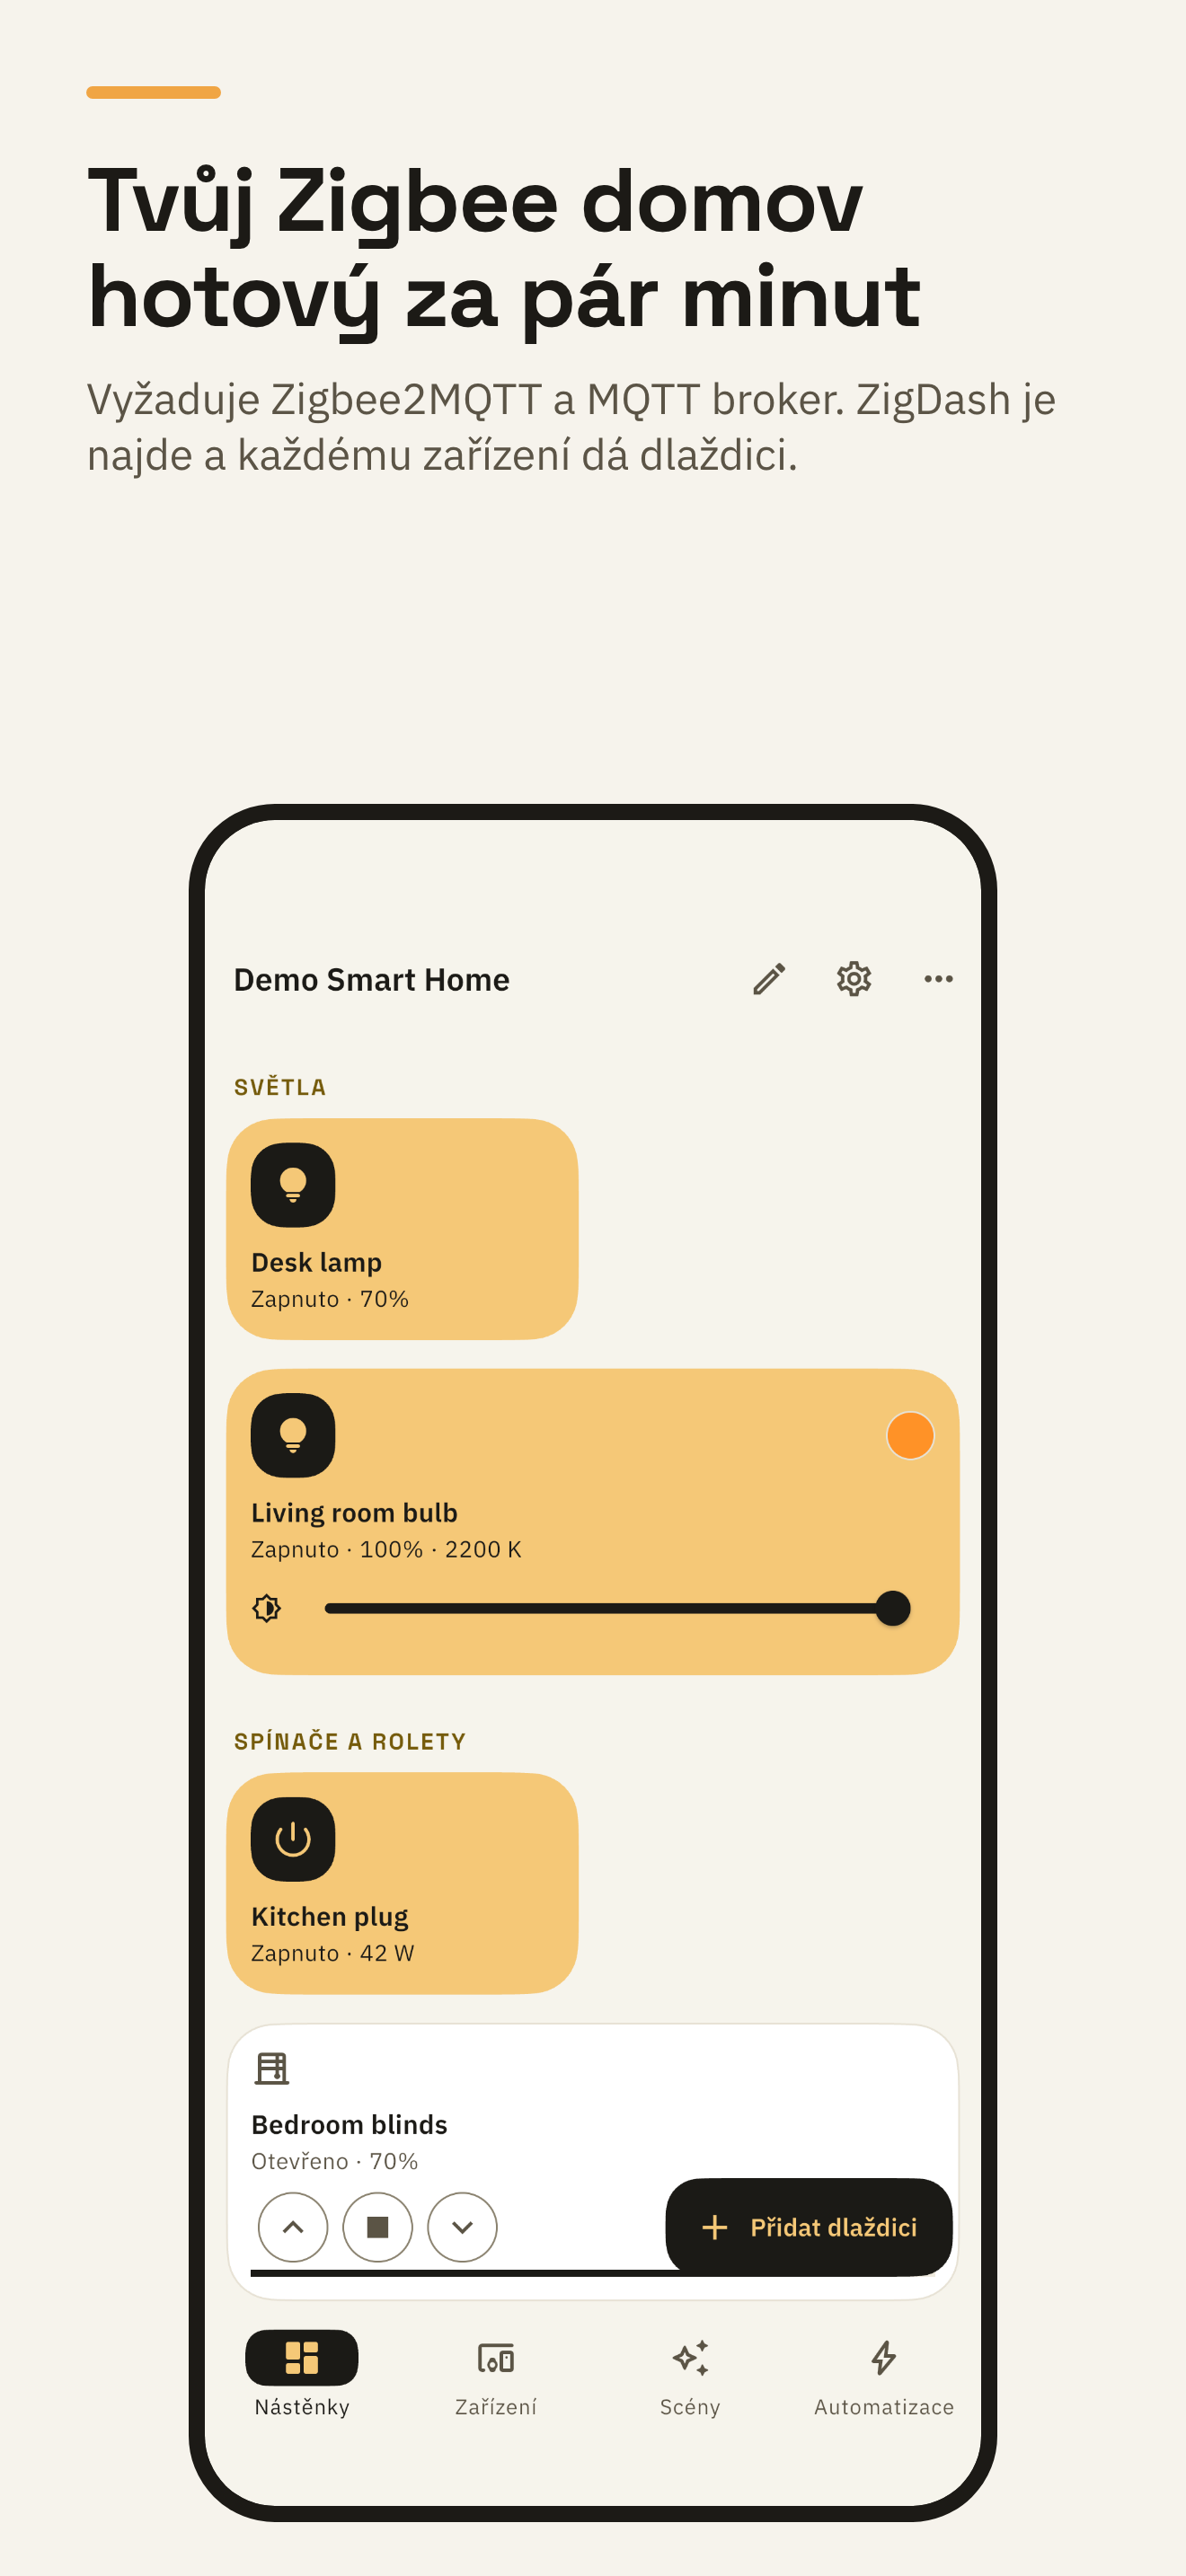 Tvůj Zigbee domov
hotový za pár minut
Vyžaduje Zigbee2MQTT a MQTT broker. ZigDash je
najde a každému zařízení dá dlaždici.
Demo Smart Home
SVĚTLA
Desk lamp
Zapnuto · 70%
Living room bulb
Zapnuto · 100% · 2200 K
SPÍNAČE A ROLETY
Kitchen plug
Zapnuto · 42 W
Bedroom blinds
Otevřeno · 70%
Přidat dlaždici
Nástěnky
Zařízení
Scény
Automatizace